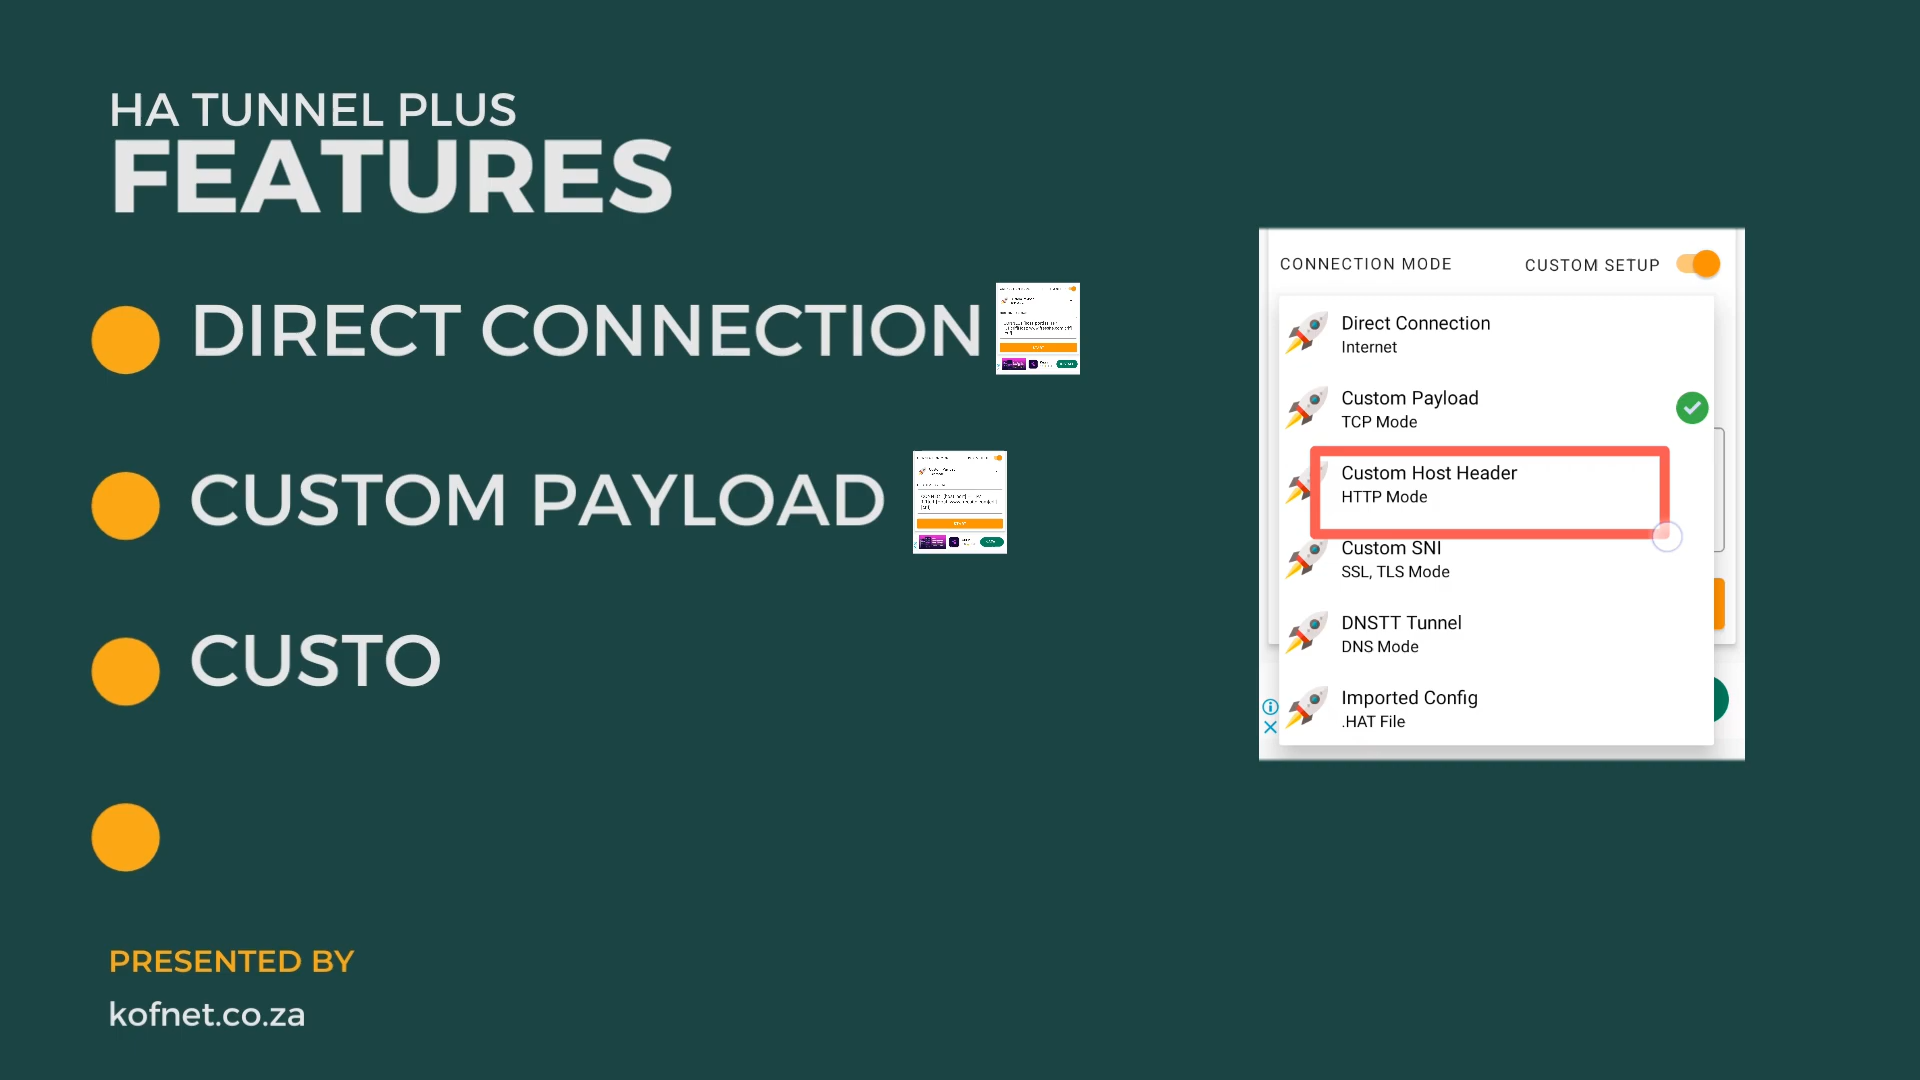 HA TUNNEL PLUS
FEATURES
DIRECT CONNECTION
CUSTOM PAYLOAD
CUSTO
PRESENTED BY
kofnet.co.za
CONNECTION MODE
CUSTOM SETUP
Direct Connection
Internet
Custom Payload
TCP Mode
Custom Host Header
HTTP Mode
Custom SNI
SSL, TLS Mode
DNSTT Tunnel
DNS Mode
Imported Config
.HAT File